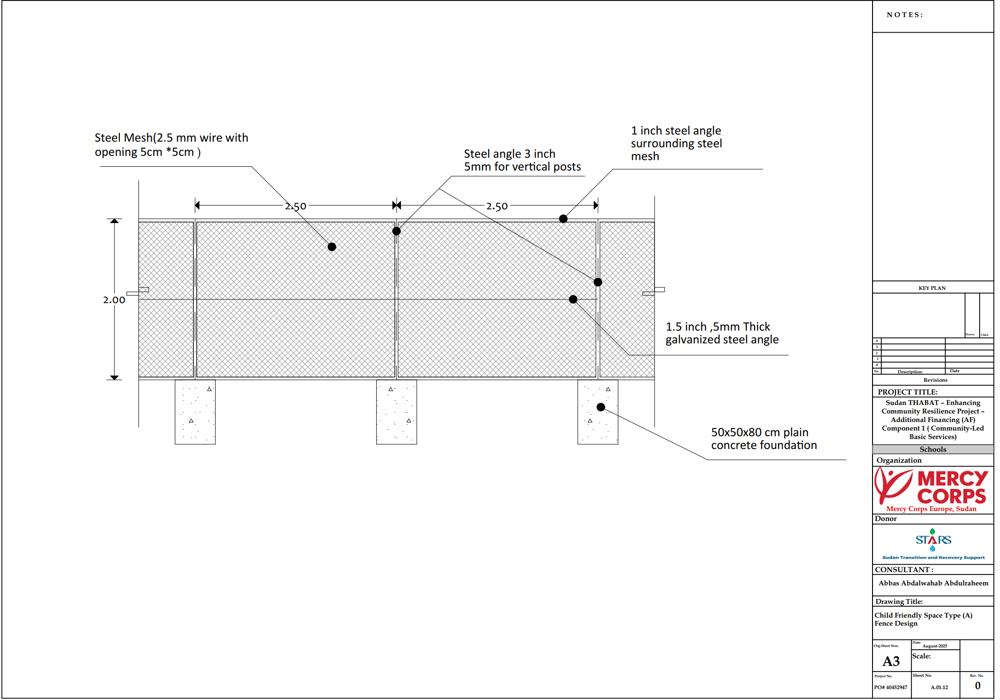 Steel Mesh(2.5 mm wire with
opening 5cm *5cm )
Steel angle 3 inch
5mm for vertical posts
1 inch steel angle
surrounding steel
mesh
2.50
2.50
2.00
1.5 inch ,5mm Thick
galvanized steel angle
50x50x80 cm plain
concrete foundation
NOTES:
KEY PLAN
Drawn
Chkd.
4
3
2
1
0
No.
Description:
Date
Revisions
PROJECT TITLE:
Sudan THABAT – Enhancing
Community Resilience Project –
Additional Financing (AF)
Component 1 ( Community-Led
Basic Services)
Schools
Organization
MERCY
CORPS
Mercy Corps Europe, Sudan
Donor
STARS
Sudan Transition and Recovery Support
CONSULTANT :
Abbas Abdalwahab Abdulraheem
Drawing Title:
Child Friendly Space Type (A)
Fence Design
Org.Sheet Size:
A3
Date:
August-2025
Scale:
Project No.
PO# 40452947
Sheet No.
A.01.12
Rev. No.
0